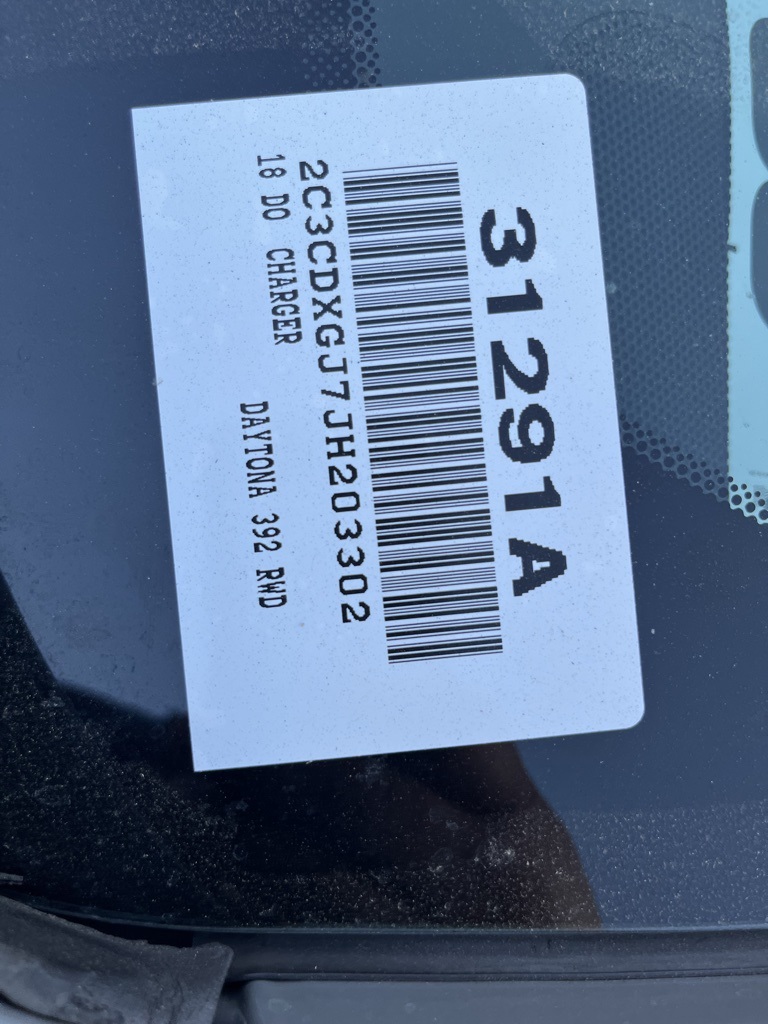 31291A
2C3CDXGJ7JH203302
18 DO CHARGER
DAYTONA 392 RWD